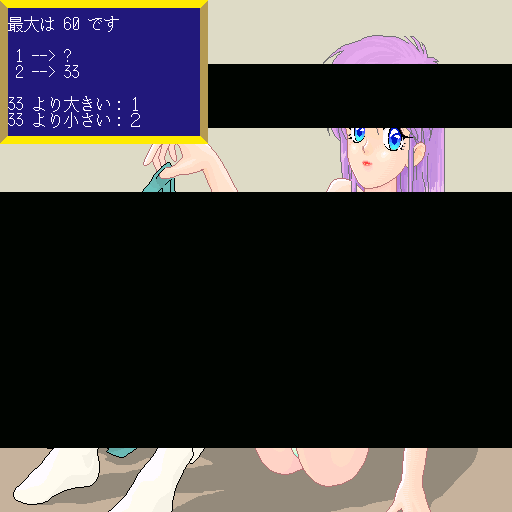 最大は 60 です
1 --> ?
2 --> 33
33 より大きい：1
33 より小さい：2